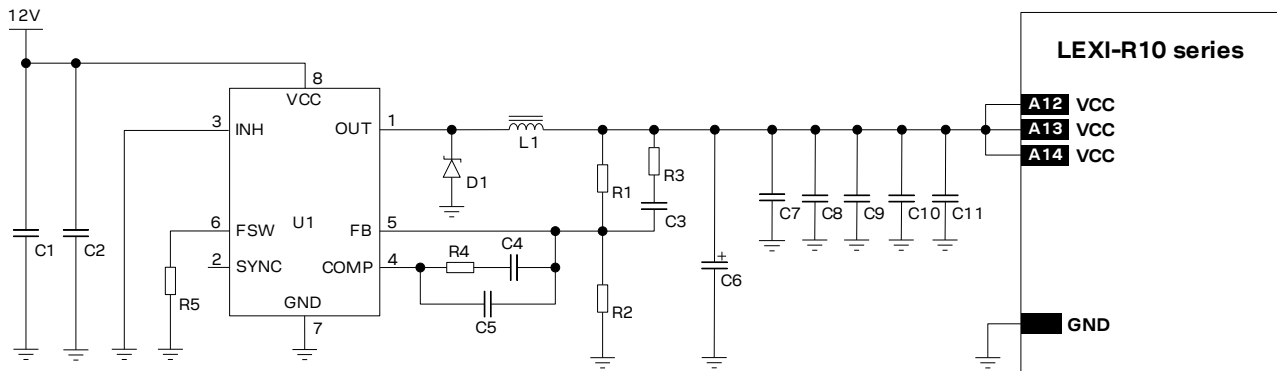 12V
LEXI-R10 series
8
VCC
3
INH
OUT
1
L1
A12 VCC
A13 VCC
A14 VCC
D1
R1
R3
C3
C7
C8
C9
C10
C11
C1
C2
6
FSW
U1
FB
5
2
SYNC
COMP
4
R4
C4
C5
R5
GND
7
R2
+
C6
GND